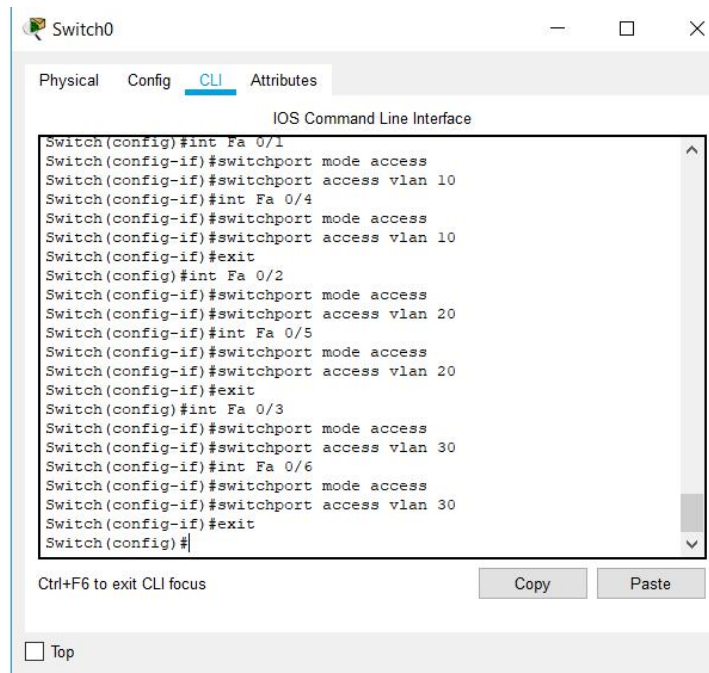 Switch0
Physical Config CLI Attributes
IOS Command Line Interface
Switch(config)#int Fa 0/1
Switch(config-if)#switchport mode access
Switch(config-if)#switchport access vlan 10
Switch(config-if)#int Fa 0/4
Switch(config-if)#switchport mode access
Switch(config-if)#switchport access vlan 10
Switch(config-if)#exit
Switch(config)#int Fa 0/2
Switch(config-if)#switchport mode access
Switch(config-if)#switchport access vlan 20
Switch(config-if)#int Fa 0/5
Switch(config-if)#switchport mode access
Switch(config-if)#switchport access vlan 20
Switch(config-if)#exit
Switch(config)#int Fa 0/3
Switch(config-if)#switchport mode access
Switch(config-if)#switchport access vlan 30
Switch(config-if)#int Fa 0/6
Switch(config-if)#switchport mode access
Switch(config-if)#switchport access vlan 30
Switch(config-if)#exit
Switch(config)#
Ctrl+F6 to exit CLI focus Copy Paste
Top